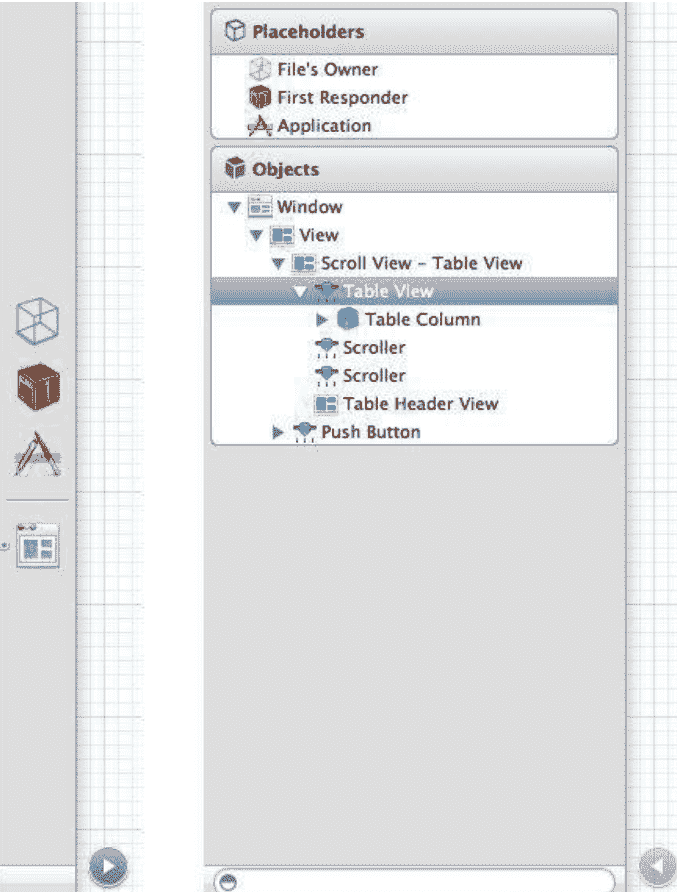 Placeholders
File's Owner
First Responder
Application
Objects
Window
View
Scroll View – Table View
Table View
Table Column
Scroller
Scroller
Table Header View
Push Button